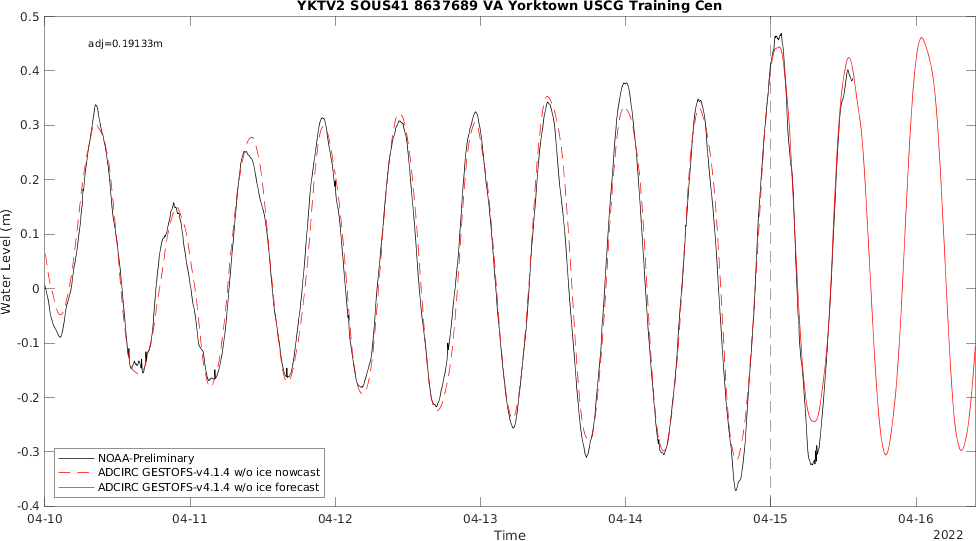 YKTV2 SOUS41 8637689 VA Yorktown USCG Training Cen
adj=0.19133m
0.5
0.4
0.3
0.2
0.1
0
-0.1
-0.2
-0.3
-0.4
Water Level (m)
NOAA-Preliminary
ADCIRC GESTOFS-v4.1.4 w/o ice nowcast
ADCIRC GESTOFS-v4.1.4 w/o ice forecast
04-10 04-11 04-12 04-13 04-14 04-15 04-16
Time
2022